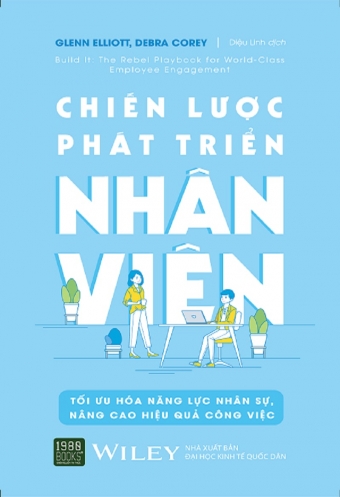 GLENN ELLIOTT, DEBRA COREY | Diệu Linh dịch
Build It: The Rebel Playbook for World-Class
Employee Engagement
CHIẾN LƯỢC
PHÁT TRIỂN
NHÂN
VIÊN
TỐI ƯU HÓA NĂNG LỰC NHÂN SỰ,
NÂNG CAO HIỆU QUẢ CÔNG VIỆC
1980
BOOKS
WILEY
NHÀ XUẤT BẢN
ĐẠI HỌC KINH TẾ QUỐC DÂN